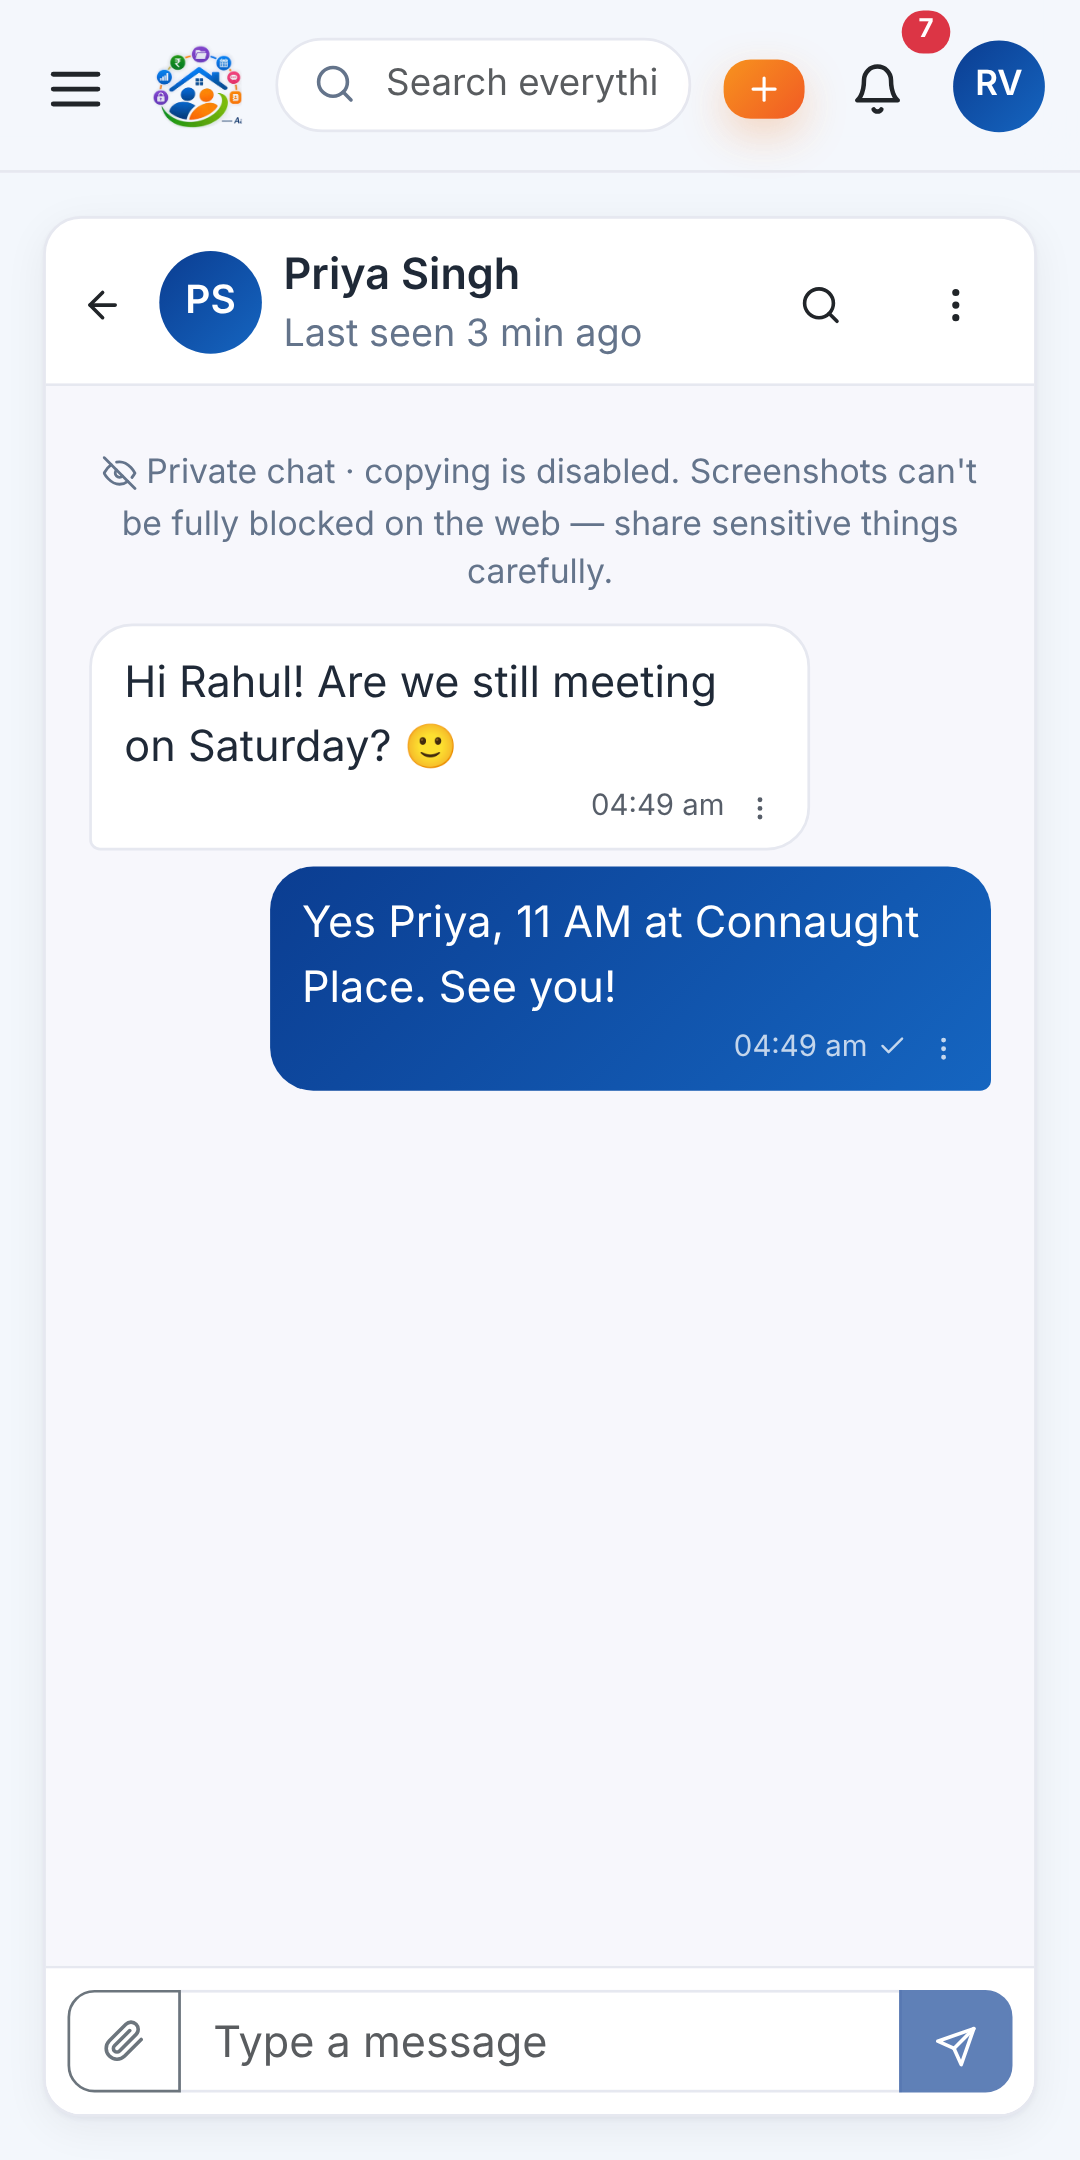 Search everythi
7
RV
PS
Priya Singh
Last seen 3 min ago
Private chat · copying is disabled. Screenshots can't
be fully blocked on the web — share sensitive things
carefully.
Hi Rahul! Are we still meeting
on Saturday? 🙂
04:49 am
Yes Priya, 11 AM at Connaught
Place. See you!
04:49 am ✓
Type a message